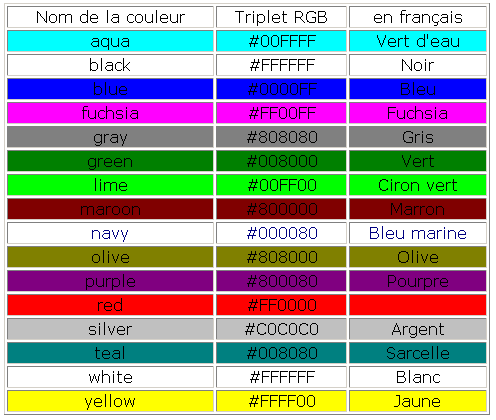 Nom de la couleur Triplet RGB en français
aqua #00FFFF Vert d'eau
black #FFFFFF Noir
blue #0000FF Bleu
fuchsia #FF00FF Fuchsia
gray #808080 Gris
green #008000 Vert
lime #00FF00 Ciron vert
maroon #800000 Marron
navy #000080 Bleu marine
olive #808000 Olive
purple #800080 Pourpre
red #FF0000
silver #C0C0C0 Argent
teal #008080 Sarcelle
white #FFFFFF Blanc
yellow #FFFF00 Jaune